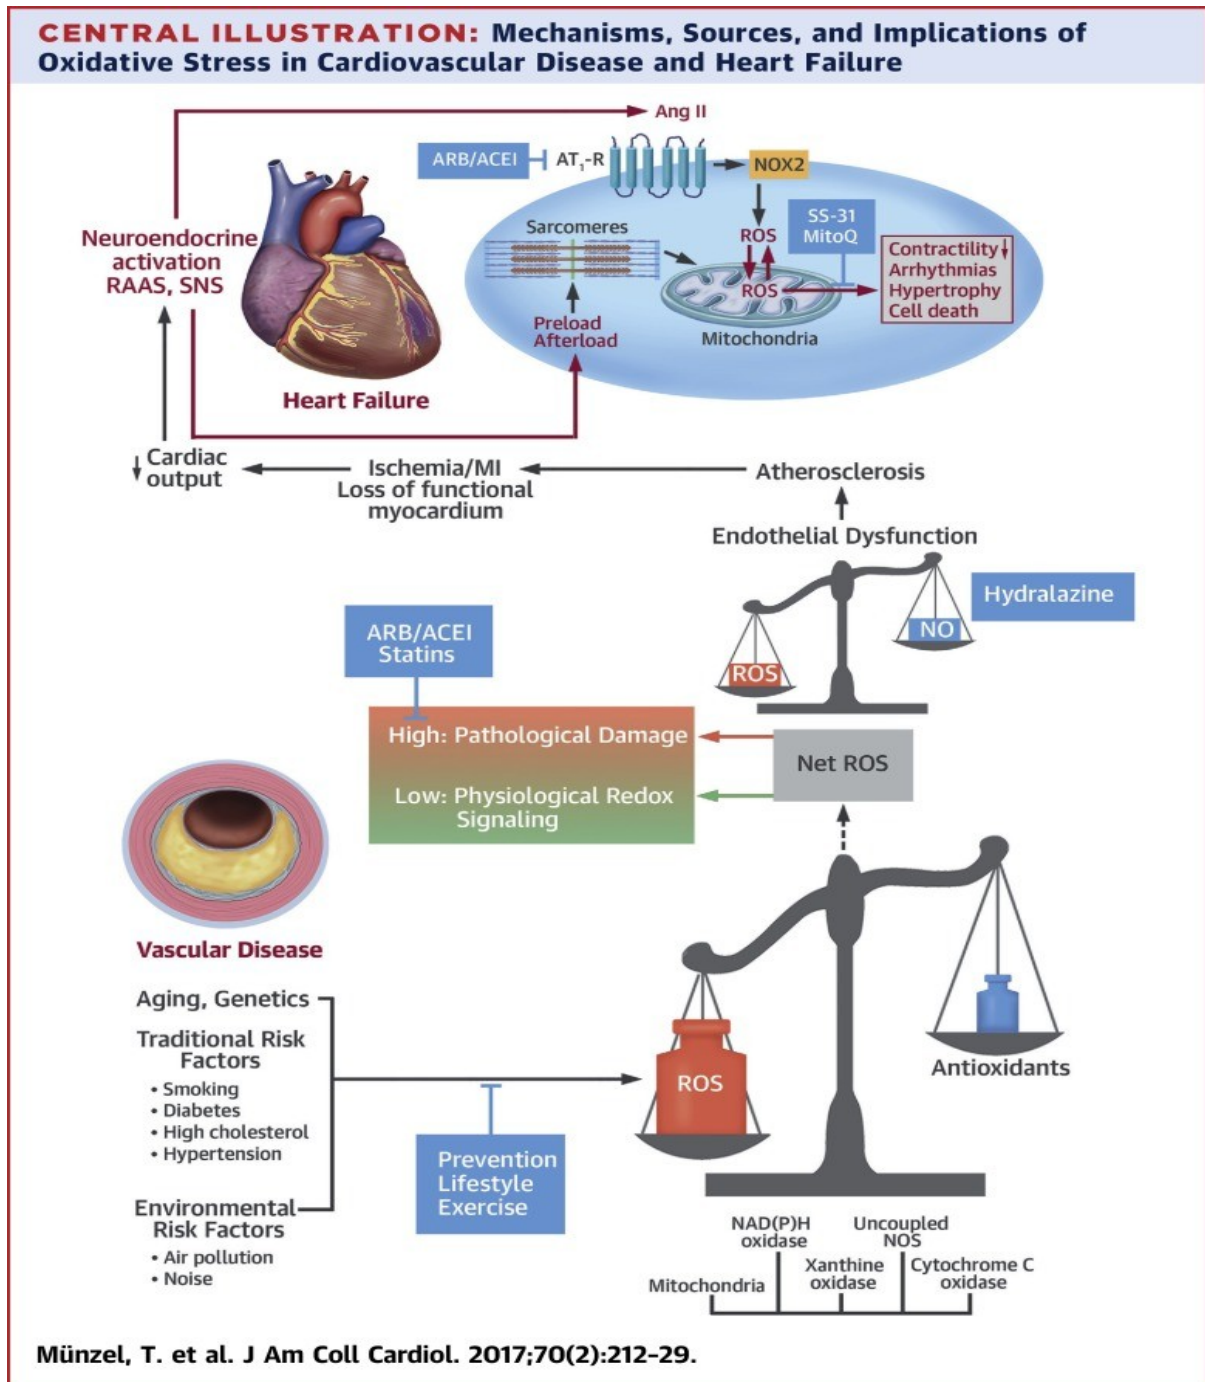 CENTRAL ILLUSTRATION: Mechanisms, Sources, and Implications of
Oxidative Stress in Cardiovascular Disease and Heart Failure
Ang II
ARB/ACEI
AT1-R
NOX2
Neuroendocrine
activation
RAAS, SNS
Sarcomeres
ROS
SS-31
MitoQ
ROS
Contractility↓
Arrhythmias
Hypertrophy
Cell death
Preload
Afterload
Mitochondria
Heart Failure
↓ Cardiac
output
Ischemia/MI
Loss of functional
myocardium
Atherosclerosis
Endothelial Dysfunction
Hydralazine
NO
ROS
ARB/ACEI
Statins
High: Pathological Damage
Low: Physiological Redox
Signaling
Net ROS
Vascular Disease
Aging, Genetics
Traditional Risk
Factors
• Smoking
• Diabetes
• High cholesterol
• Hypertension
Environmental
Risk Factors
• Air pollution
• Noise
Prevention
Lifestyle
Exercise
ROS
Antioxidants
NAD(P)H
oxidase
Uncoupled
NOS
Mitochondria
Xanthine
oxidase
Cytochrome C
oxidase
Münzel, T. et al. J Am Coll Cardiol. 2017;70(2):212–29.